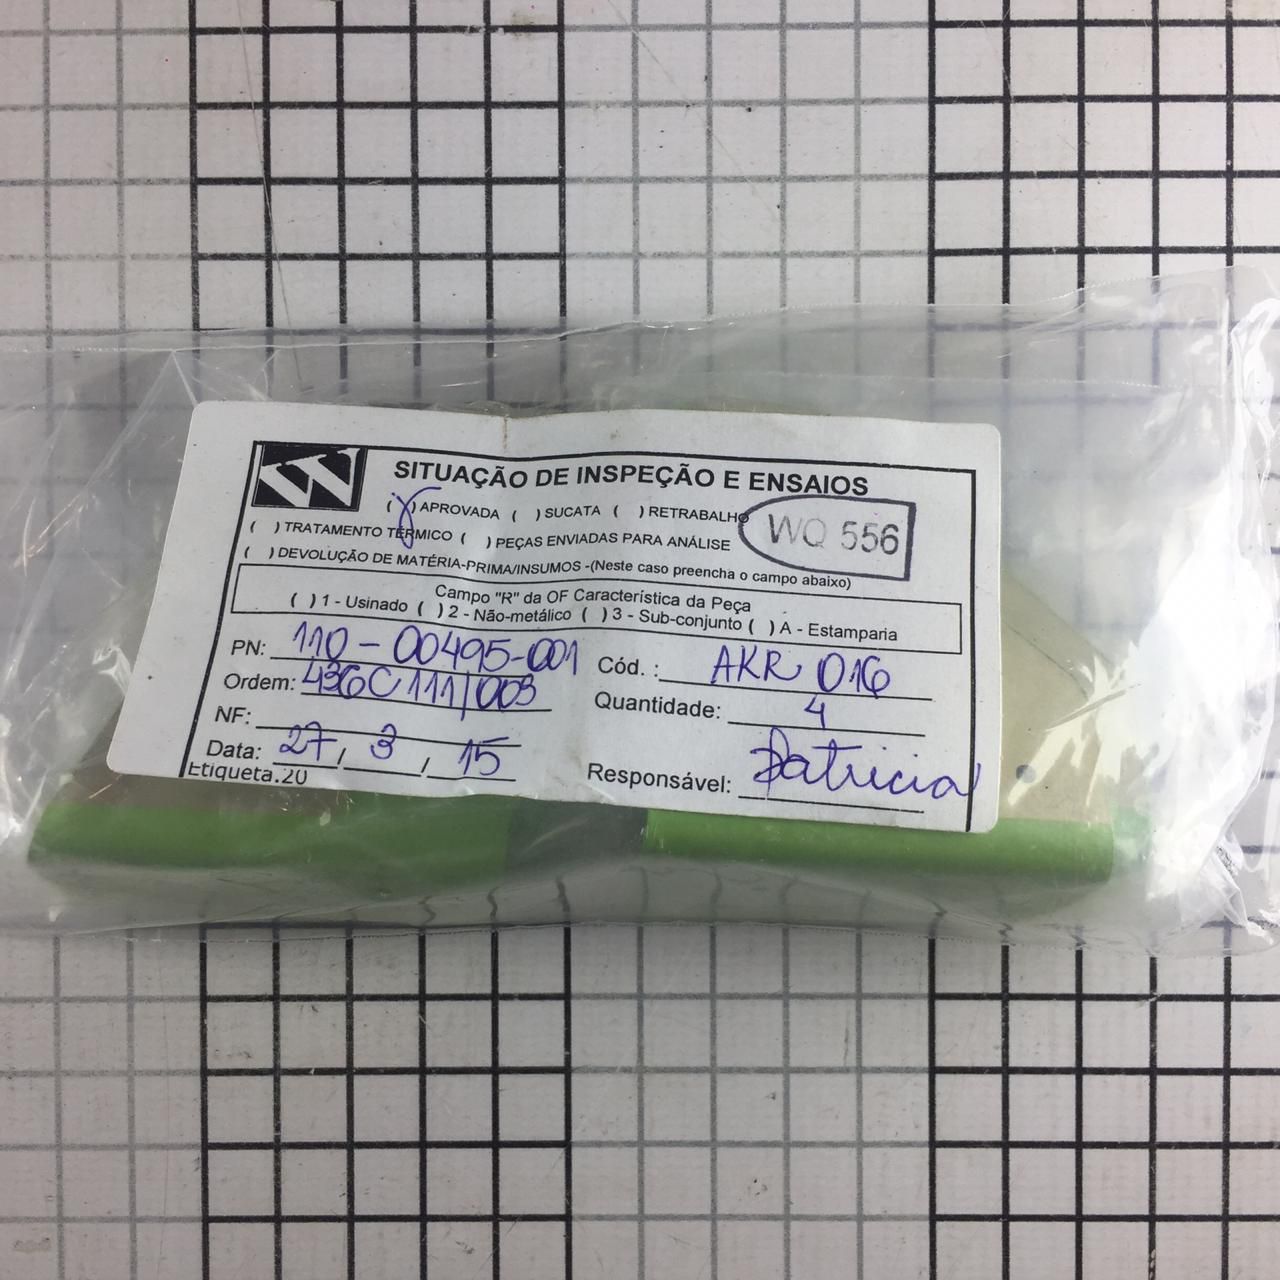 W
SITUAÇÃO DE INSPEÇÃO E ENSAIOS
(X) APROVADA ( ) SUCATA ( ) RETRABALHO
WQ 556
( ) TRATAMENTO TÉRMICO ( ) PEÇAS ENVIADAS PARA ANÁLISE
( ) DEVOLUÇÃO DE MATÉRIA-PRIMA/INSUMOS -(Neste caso preencha o campo abaixo)
Campo "R" da OF Característica da Peça
( ) 1 - Usinado ( ) 2 - Não-metálico ( ) 3 - Sub-conjunto ( ) A - Estamparia
PN: 110-00495-001 Cód. : AKR 016
Ordem: 436C111/003 Quantidade: 4
NF:
Data: 27/3/15 Responsável: Patricia
Etiqueta.20